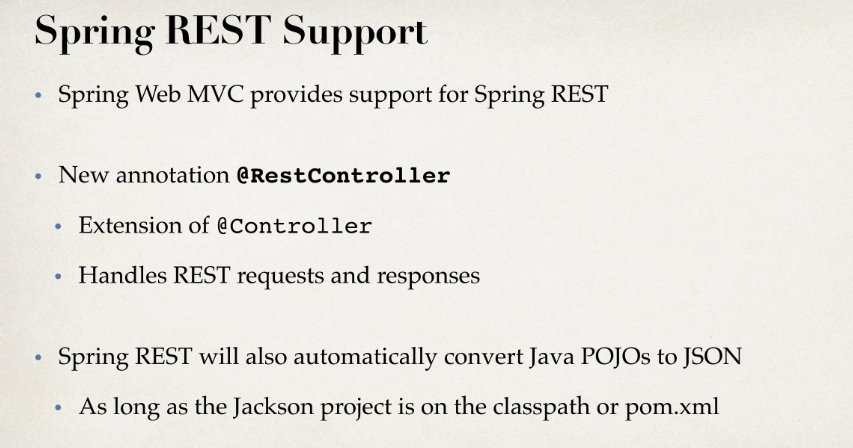 Spring REST Support
• Spring Web MVC provides support for Spring REST
• New annotation @RestController
• Extension of @Controller
• Handles REST requests and responses
• Spring REST will also automatically convert Java POJOs to JSON
• As long as the Jackson project is on the classpath or pom.xml